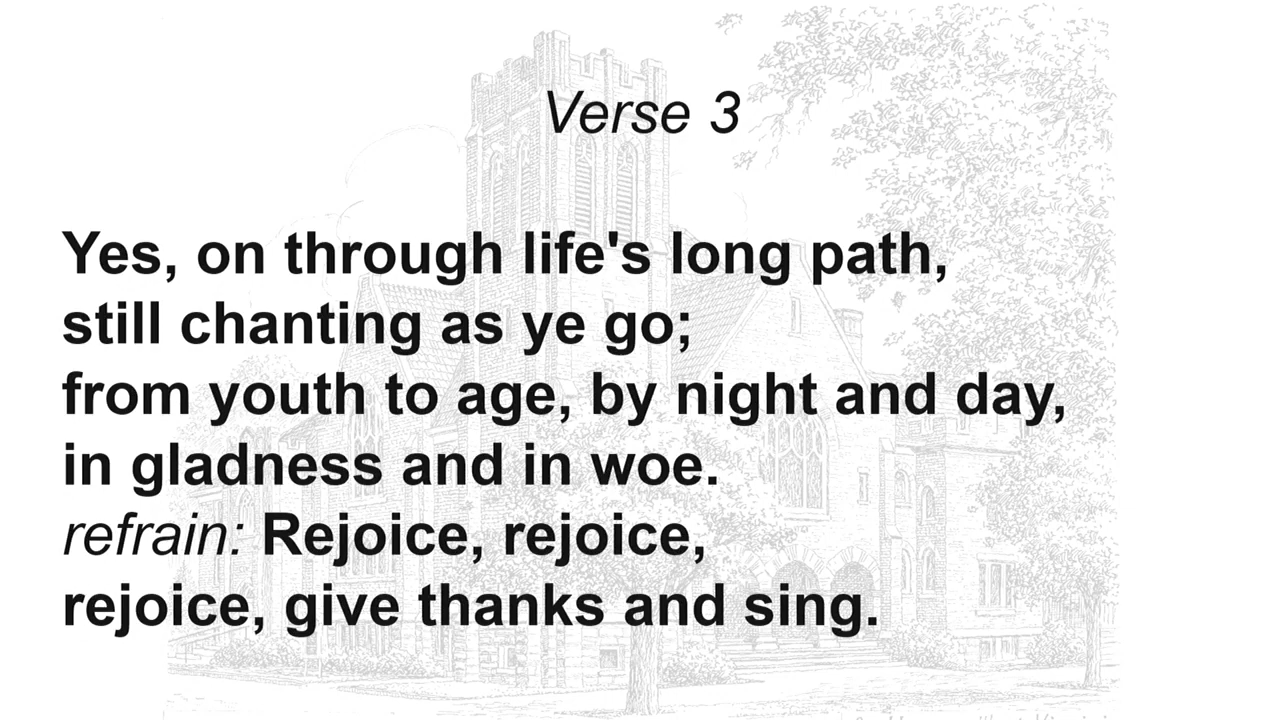 Verse 3
Yes, on through life's long path,
still chanting as ye go;
from youth to age, by night and day,
in gladness and in woe.
refrain: Rejoice, rejoice,
rejoice, give thanks and sing.